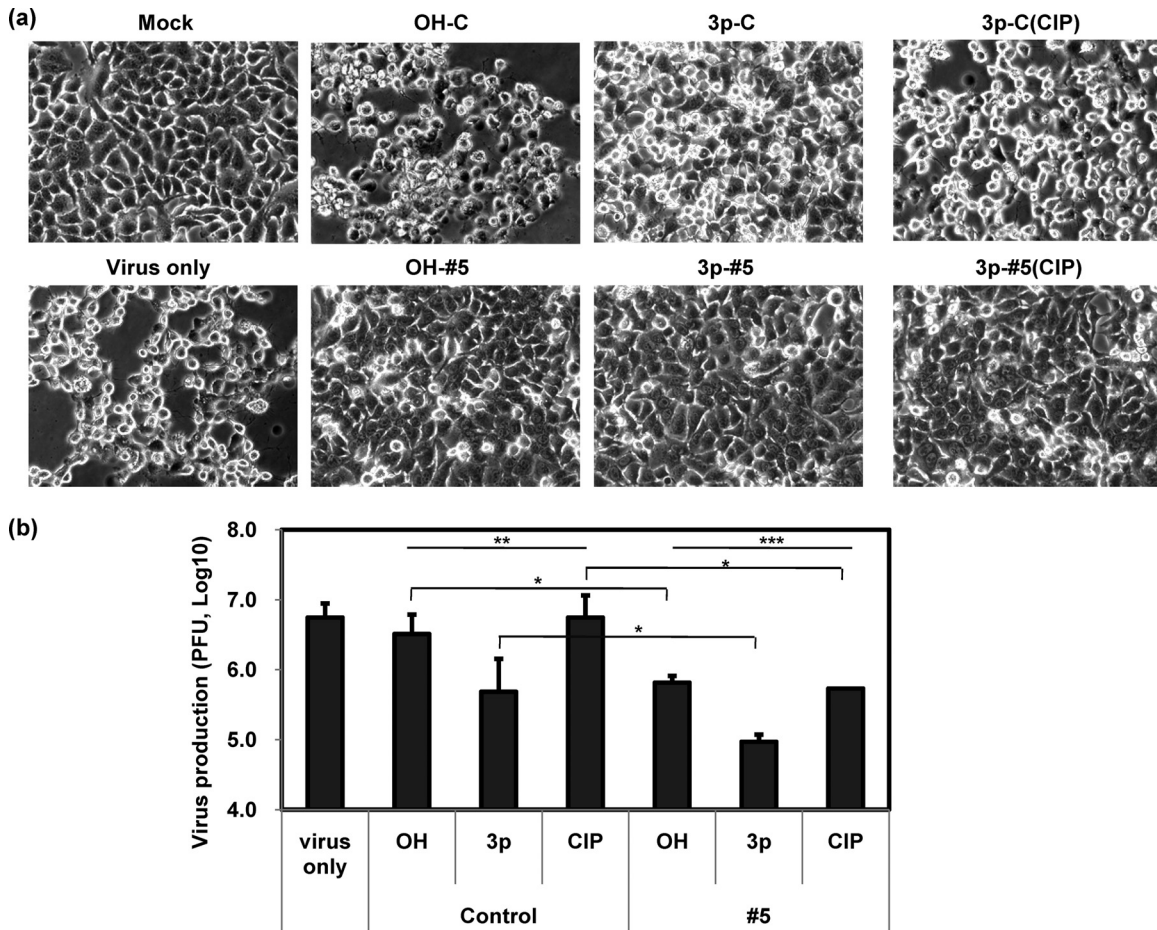 (a)
Mock OH-C 3p-C 3p-C(CIP)
Virus only OH-#5 3p-#5 3p-#5(CIP)
(b)
Virus production (PFU, Log10)
8.0
7.0
6.0
5.0
4.0
** ***
*
*
*
virus only OH 3p CIP OH 3p CIP
Control #5